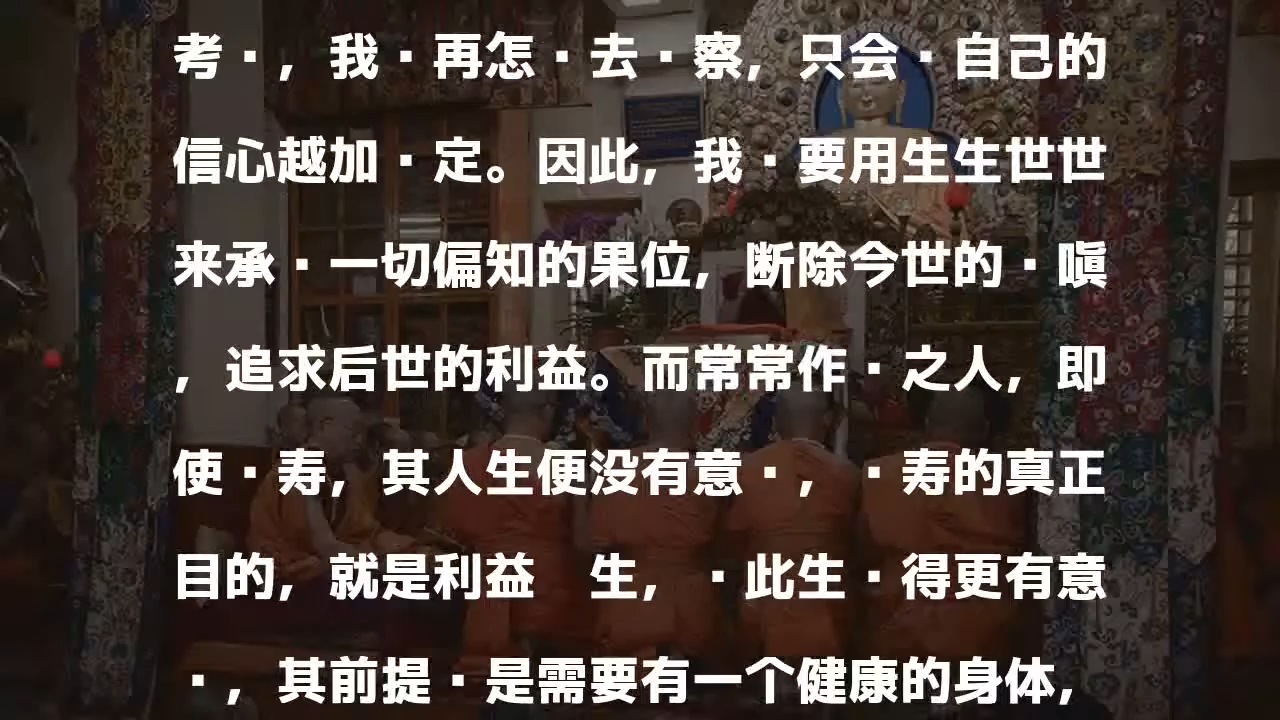 考·，我·再怎·去·察，只会·自己的
信心越加·定。因此，我·要用生生世世
来承·一切偏知的果位，断除今世的·嗔
，追求后世的利益。而常常作·之人，即
使·寿，其人生便没有意·，·寿的真正
目的，就是利益　生，·此生·得更有意
·，其前提·是需要有一个健康的身体，